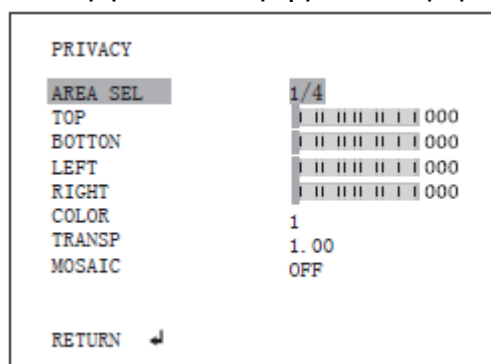 PRIVACY
AREA SEL 1/4
TOP 000
BOTTON 000
LEFT 000
RIGHT 000
COLOR 1
TRANSP 1.00
MOSAIC OFF
RETURN ↲